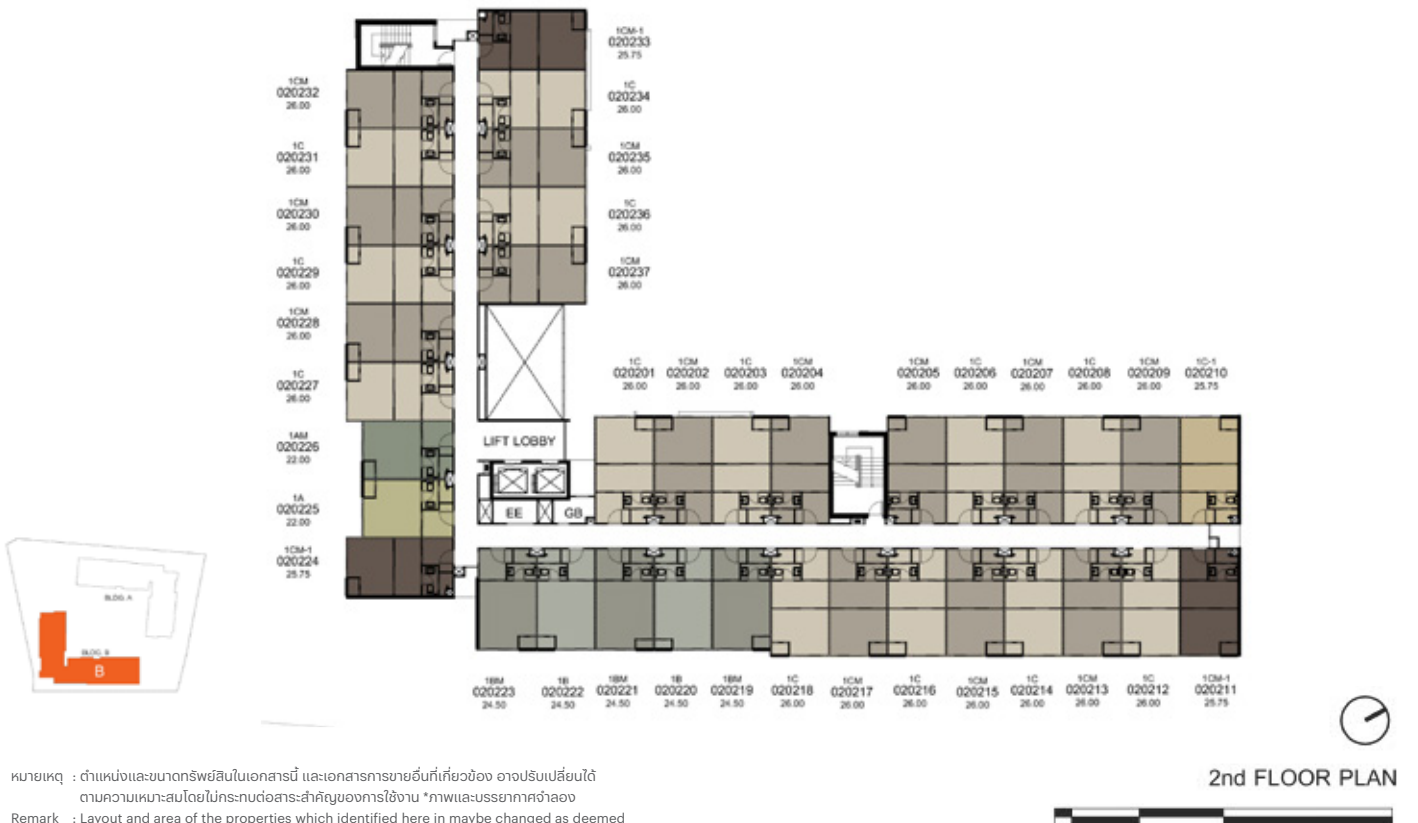 1CM-1
020233
25.75
1CM
020232
26.00
1C
020234
26.00
1C
020231
26.00
1CM
020235
26.00
1CM
020230
26.00
1C
020236
26.00
1C
020229
26.00
1CM
020237
26.00
1CM
020228
26.00
1C
020227
26.00
1AM
020226
22.00
1A
020225
22.00
1CM-1
020224
25.75
1C
020201
26.00
1CM
020202
26.00
1C
020203
26.00
1CM
020204
26.00
1CM
020205
26.00
1C
020206
26.00
1CM
020207
26.00
1C
020208
26.00
1CM
020209
26.00
1C-1
020210
25.75
LIFT LOBBY
EE
GB
BLDG. A
BLDG. B
B
1BM
020223
24.50
1B
020222
24.50
1BM
020221
24.50
1B
020220
24.50
1BM
020219
24.50
1C
020218
26.00
1CM
020217
26.00
1C
020216
26.00
1CM
020215
26.00
1C
020214
26.00
1CM
020213
26.00
1C
020212
26.00
1CM-1
020211
25.75
2nd FLOOR PLAN
หมายเหตุ : ตำแหน่งและขนาดทรัพย์สินในเอกสารนี้ และเอกสารการขายอื่นที่เกี่ยวข้อง อาจปรับเปลี่ยนได้
ตามความเหมาะสมโดยไม่กระทบต่อสาระสำคัญของการใช้งาน *ภาพและบรรยากาศจำลอง
Remark : Layout and area of the properties which identified here in maybe changed as deemed